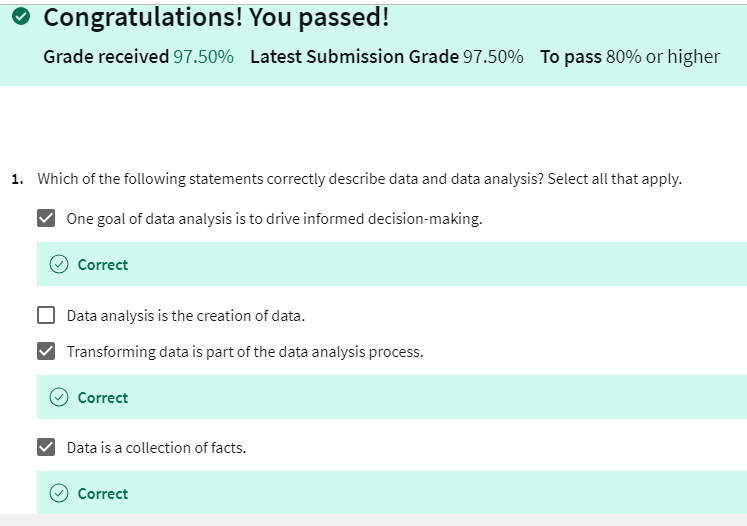 Congratulations! You passed!
Grade received 97.50% Latest Submission Grade 97.50% To pass 80% or higher
1. Which of the following statements correctly describe data and data analysis? Select all that apply.
One goal of data analysis is to drive informed decision-making.
Correct
Data analysis is the creation of data.
Transforming data is part of the data analysis process.
Correct
Data is a collection of facts.
Correct